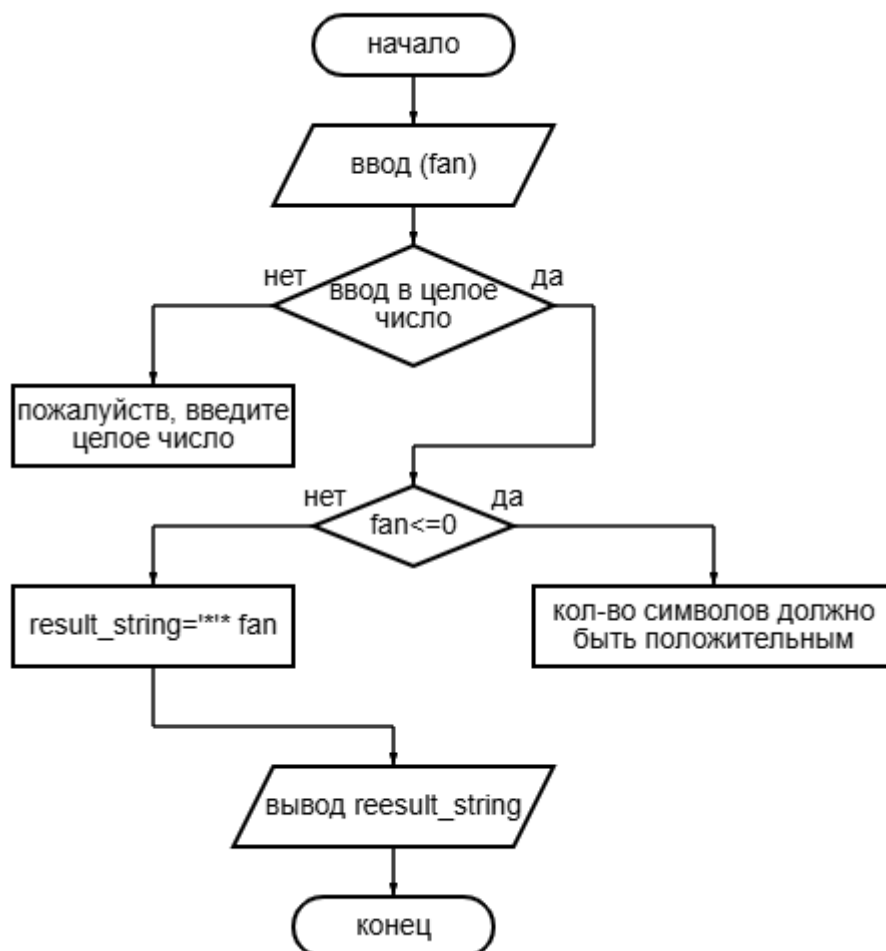 начало
ввод (fan)
нет
да
ввод в целое
число
пожалуйств, введите
целое число
нет
да
fan<=0
result_string='*'* fan
кол-во символов должно
быть положительным
вывод reesult_string
конец